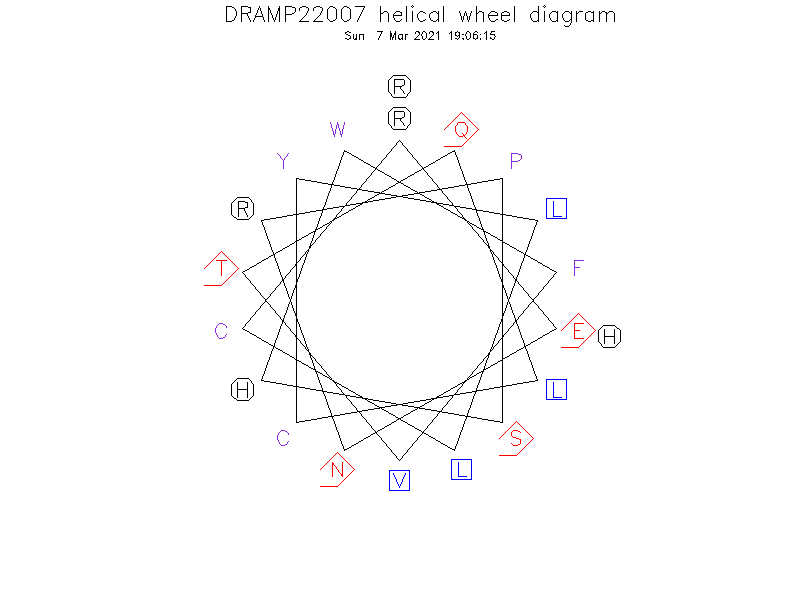 DRAMP22007 helical wheel diagram
Sun 7 Mar 2021 19:06:15
R
R
W Q
Y P
R L
T F
C E H
H L
C S
N V L